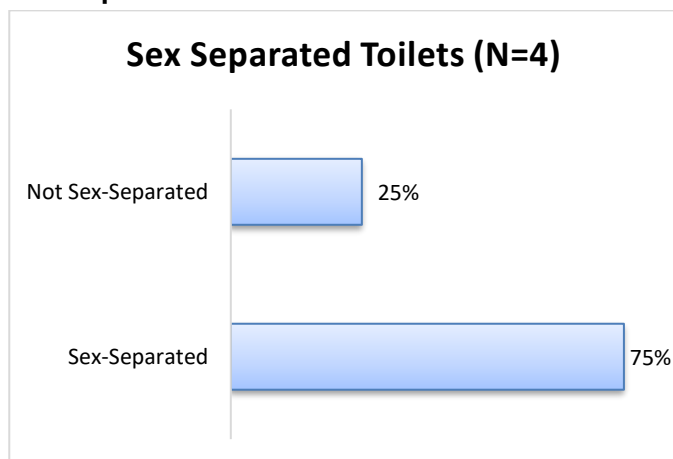 Sex Separated Toilets (N=4)
Not Sex-Separated
25%
Sex-Separated
75%